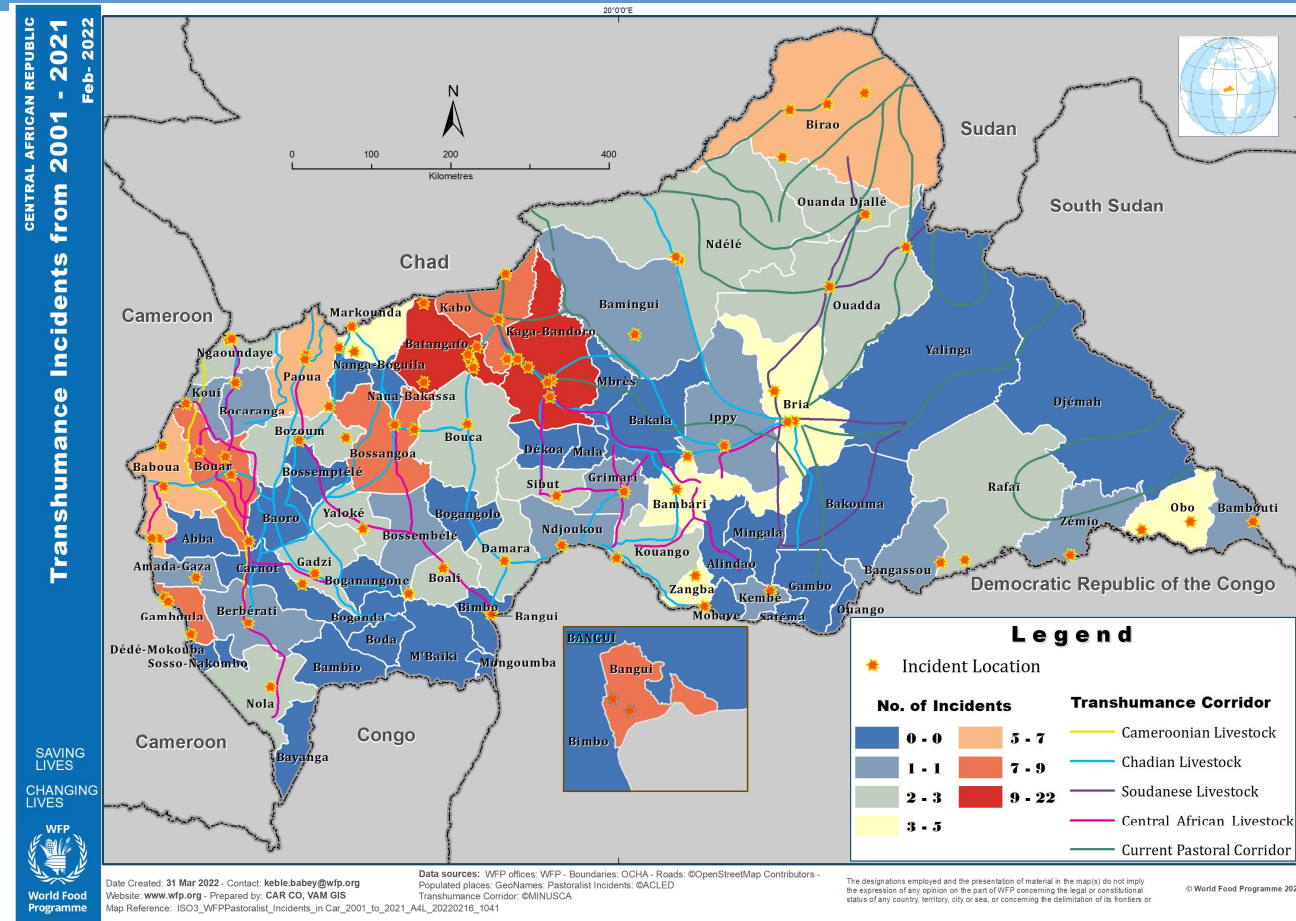 CENTRAL AFRICAN REPUBLIC
Transhumance Incidents from 2001 - 2021
Feb- 2022
SAVING
LIVES
CHANGING
LIVES
WFP
World Food
Programme
20°0'0"E
N
0 100 200 400
Kilometres
Sudan
South Sudan
Chad
Cameroon
Birao
Ouanda Djallé
Ndélé
Ouadda
Bamingui
Kabo
Markounda
Kaga-Bandoro
Batangafo
Ngaoundaye
Nanga-Boguila
Paoua
Koui
Nana-Bakassa
Mbrès
Yalinga
Bocaranga
Bria
Djémah
Ippy
Bakala
Bozoum
Bouca
Bossangoa
Dékoa
Mala
Baboua
Bouar
Bossemptélé
Grimari
Sibut
Rafaï
Bambari
Bakouma
Obo
Bambouti
Yaloké
Bogangolo
Baoro
Zémio
Ndjoukou
Mingala
Abba
Bossembélé
Damara
Kouango
Alindao
Amada-Gaza
Carnot
Gadzi
Boganangone
Boali
Bangassou
Democratic Republic of the Congo
Zangba
Kembé
Gambo
Gamboula
Berbérati
Boganda
Bimbo
Bangui
Mobaye
Satéma
Ouango
Dédé-Mokouba
Sosso-Nakombo
Boda
M'Baïki
Mongoumba
Bambio
Nola
Cameroon
Congo
Bayanga
BANGUI
Bangui
Bimbo
Legend
Incident Location
No. of Incidents
0 - 0
1 - 1
2 - 3
3 - 5
5 - 7
7 - 9
9 - 22
Transhumance Corridor
Cameroonian Livestock
Chadian Livestock
Soudanese Livestock
Central African Livestock
Current Pastoral Corridor
Date Created: 31 Mar 2022 - Contact: keble.babey@wfp.org
Website: www.wfp.org - Prepared by: CAR CO, VAM GIS
Map Reference: ISO3_WFPPastoralist_Incidents_in Car_2001_to_2021_A4L_20220216_1041
Data sources: WFP offices: WFP - Boundaries: OCHA - Roads: ©OpenStreetMap Contributors -
Populated places: GeoNames: Pastoralist Incidents: ©ACLED
Transhumance Corridor: ©MINUSCA
The designations employed and the presentation of material in the map(s) do not imply
the expression of any opinion on the part of WFP concerning the legal or constitutional
status of any country, territory, city or sea, or concerning the delimitation of its frontiers or
© World Food Programme 202